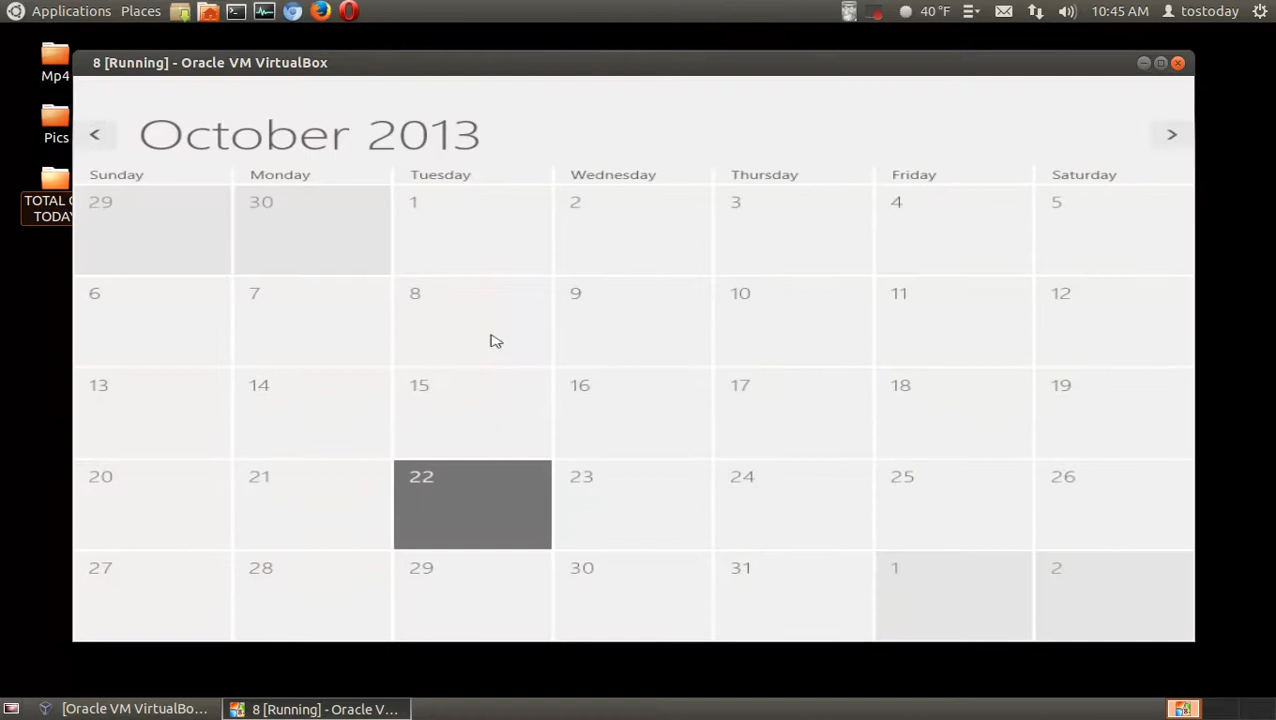 Applications Places 40 °F 10:45 AM tostoday
Mp4
Pics
TOTAL
TODAY
8 [Running] - Oracle VM VirtualBox
October 2013
Sunday Monday Tuesday Wednesday Thursday Friday Saturday
29 30 1 2 3 4 5
6 7 8 9 10 11 12
13 14 15 16 17 18 19
20 21 22 23 24 25 26
27 28 29 30 31 1 2
[Oracle VM VirtualBo... 8 [Running] - Oracle V...